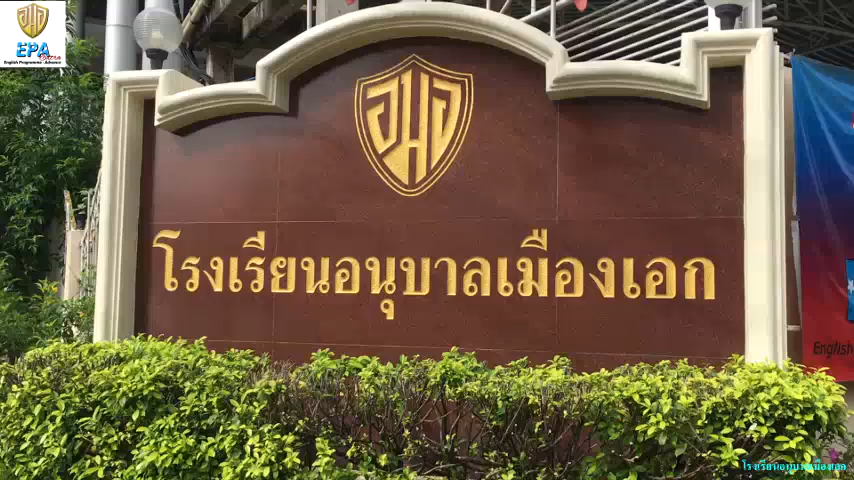 EPA
Extra
English Programme : Advance
อนอ
โรงเรียนอนุบาลเมืองเอก
English
โรงเรียนอนุบาลเมืองเอก